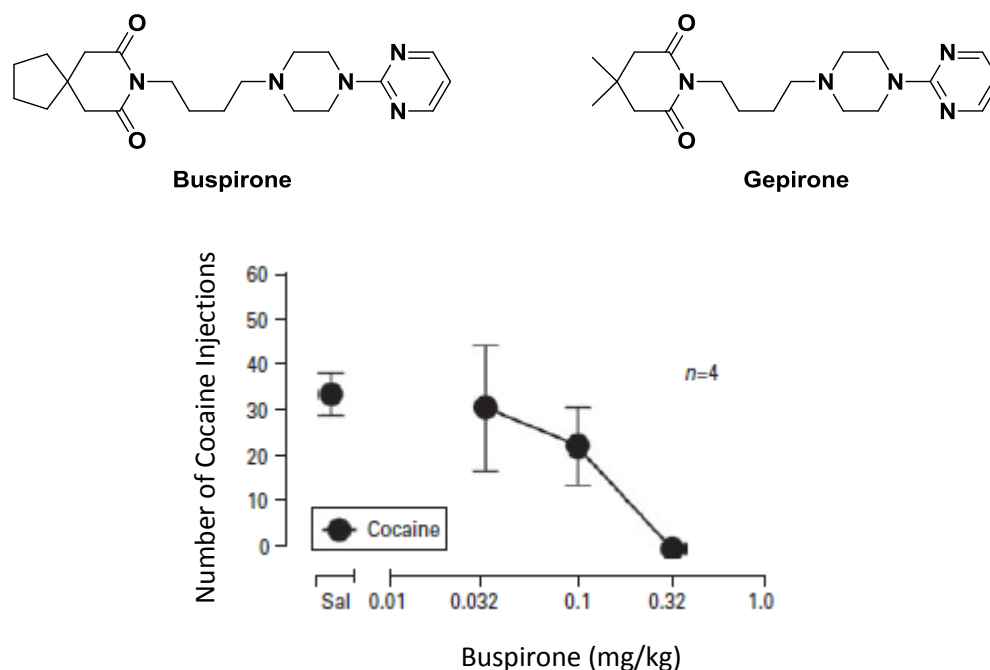 O O
N N N N
N N N N
O O
Buspirone Gepirone
Number of Cocaine Injections
60
50
40
30
20
10
0
n=4
Cocaine
Sal 0.01 0.032 0.1 0.32 1.0
Buspirone (mg/kg)